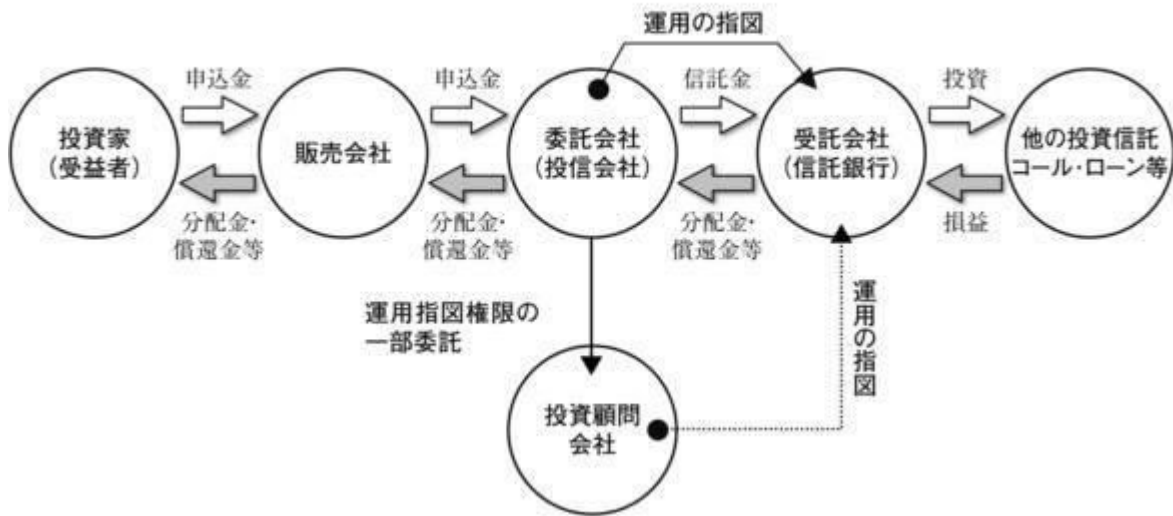 運用の指図
申込金
申込金
信託金
投資
投資家
(受益者)
販売会社
委託会社
(投信会社)
受託会社
(信託銀行)
他の投資信託
コール・ローン等
分配金・
償還金等
分配金・
償還金等
分配金・
償還金等
損益
運用指図権限の
一部委託
運用の指図
投資顧問
会社